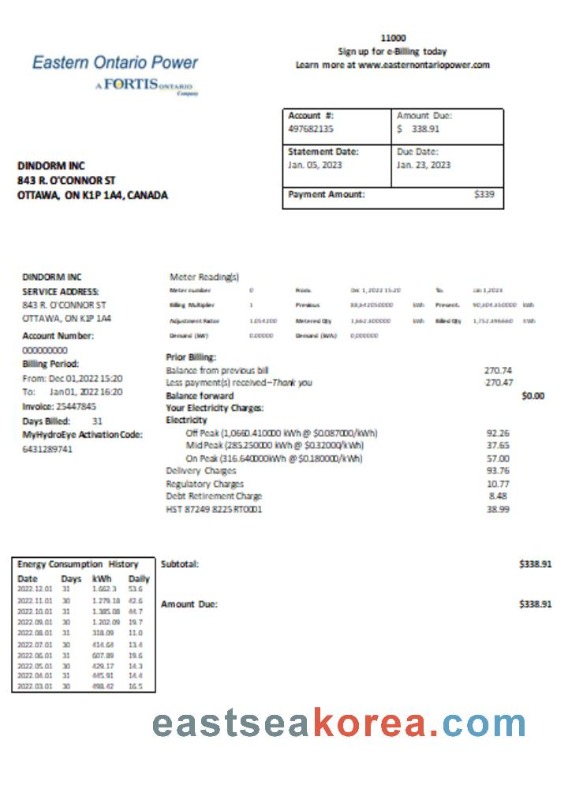 11000
Sign up for e-Billing today
Learn more at www.easternontariopower.com
Eastern Ontario Power
A FORTIS ONTARIO
Company
Account #:
497682135
Amount Due:
$ 338.91
Statement Date:
Jan. 05, 2023
Due Date:
Jan. 23, 2023
Payment Amount: $339
DINDORM INC
843 R. O'CONNOR ST
OTTAWA, ON K1P 1A4, CANADA
DINDORM INC
SERVICE ADDRESS:
843 R. O'CONNOR ST
OTTAWA, ON K1P 1A4
Account Number:
000000000
Billing Period:
From: Dec 01,2022 15:20
To: Jan 01, 2022 16:20
Invoice: 25447845
Days Billed: 31
MyHydroEye Activation Code:
6431289741
Meter Reading(s)
Meter number 0 From: Dec 1, 2022 15:20 To: Jan 1,2023
Billing Multiplier 1 Previous kWh Present. kWh
Adjustment Factor Metered Qty kWh Billed Qty kWh
Demand (kW) 0.00000 Demand (kWh) 0,000000
Prior Billing:
Balance from previous bill 270.74
Less payment(s) received—Thank you 270.47
Balance forward $0.00
Your Electricity Charges:
Electricity
Off Peak (1,0660.410000 kWh @ $0.087000/kWh) 92.26
Mid Peak (285.250000 kWh @ $0.32000/kWh) 37.65
On Peak (316.640000kWh @ $0.180000/kWh) 57.00
Delivery Charges 93.76
Regulatory Charges 10.77
Debt Retirement Charge 8.48
HST 87249 8225 RT0001 38.99
Energy Consumption History
Date Days kWh Daily
2022.12.01 31 1.662.3 53.6
2022.11.01 30 1.279.18 42.6
2022.10.01 31 1.385.08 44.7
2022.09.01 30 1.202.09 19.7
2022.08.01 31 318.09 11.0
2022.07.01 30 414.64 13.4
2022.06.01 31 607.89 19.6
2022.05.01 30 429.17 14.3
2022.04.01 31 445.91 14.4
2022.03.01 30 498.42 16.5
Subtotal: $338.91
Amount Due: $338.91
eastseakorea.com